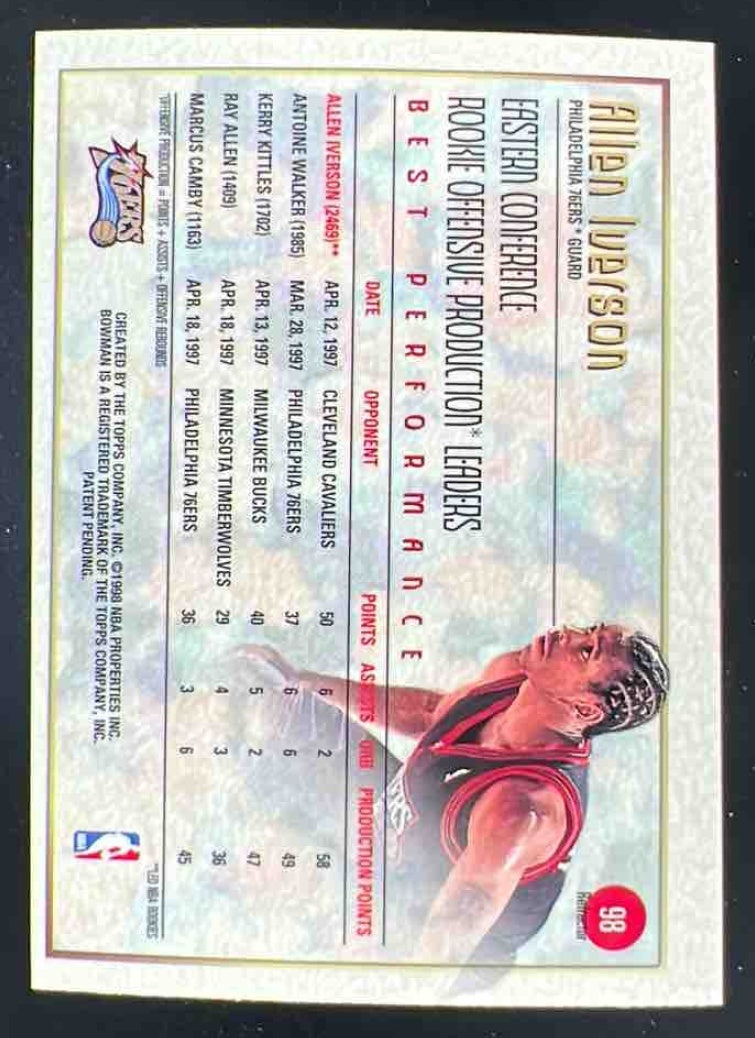 Allen Iverson
98
Refractor
PHILADELPHIA 76ERS * GUARD
EASTERN CONFERENCE
ROOKIE OFFENSIVE PRODUCTION* LEADERS
BEST PERFORMANCE
DATE OPPONENT POINTS ASSISTS ORB PRODUCTION POINTS
ALLEN IVERSON (2469)** APR. 12, 1997 CLEVELAND CAVALIERS 50 6 2 58
ANTOINE WALKER (1985) MAR. 28, 1997 PHILADELPHIA 76ERS 37 6 6 49
KERRY KITTLES (1702) APR. 13, 1997 MILWAUKEE BUCKS 40 5 2 47
RAY ALLEN (1409) APR. 18, 1997 MINNESOTA TIMBERWOLVES 29 4 3 36
MARCUS CAMBY (1163) APR. 18, 1997 PHILADELPHIA 76ERS 36 3 6 45
*OFFENSIVE PRODUCTION = POINTS + ASSISTS + OFFENSIVE REBOUNDS
**LED NBA ROOKIES
SIXERS
CREATED BY THE TOPPS COMPANY, INC. ©1998 NBA PROPERTIES INC.
BOWMAN IS A REGISTERED TRADEMARK OF THE TOPPS COMPANY, INC.
PATENT PENDING.